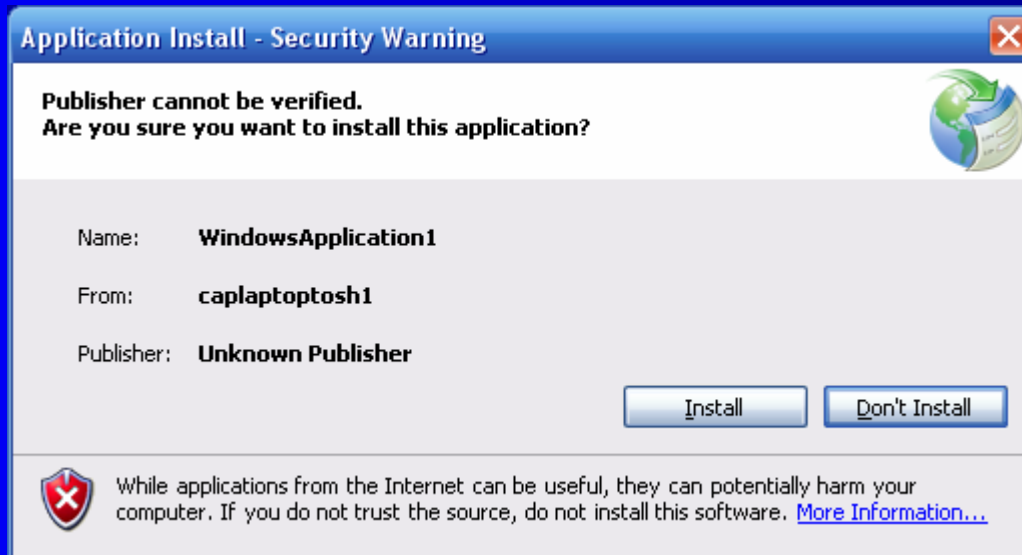 Application Install - Security Warning
Publisher cannot be verified.
Are you sure you want to install this application?
Name: WindowsApplication1
From: caplaptoptosh1
Publisher: Unknown Publisher
Install Don't Install
While applications from the Internet can be useful, they can potentially harm your
computer. If you do not trust the source, do not install this software. More Information...